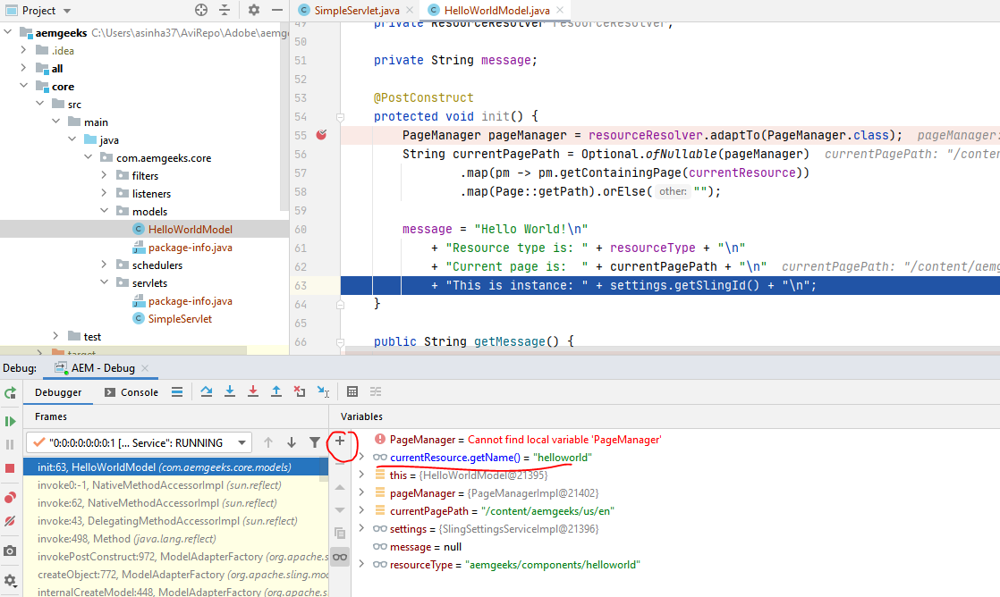 Project
SimpleServlet.java
HelloWorldModel.java
aemgeeks C:\Users\asinha37\AviRepo\Adobe\aemg
.idea
all
core
src
main
java
com.aemgeeks.core
filters
listeners
models
HelloWorldModel
package-info.java
schedulers
servlets
package-info.java
SimpleServlet
test
target
49 private ResourceResolver resourceResolver;
50
51 private String message;
52
53 @PostConstruct
54 protected void init() {
55 PageManager pageManager = resourceResolver.adaptTo(PageManager.class); pageManager:
56 String currentPagePath = Optional.ofNullable(pageManager) currentPagePath: "/conten
57 .map(pm -> pm.getContainingPage(currentResource))
58 .map(Page::getPath).orElse( other: "");
59
60 message = "Hello World!\n"
61 + "Resource type is: " + resourceType + "\n"
62 + "Current page is:  " + currentPagePath + "\n" currentPagePath: "/content/aemg
63 + "This is instance: " + settings.getSlingId() + "\n";
64 }
65
66 public String getMessage() {
Debug: AEM - Debug
Debugger Console
Frames
"0:0:0:0:0:0:0:1 [... Service": RUNNING
init:63, HelloWorldModel (com.aemgeeks.core.models)
invoke0:-1, NativeMethodAccessorImpl (sun.reflect)
invoke:62, NativeMethodAccessorImpl (sun.reflect)
invoke:43, DelegatingMethodAccessorImpl (sun.reflect)
invoke:498, Method (java.lang.reflect)
invokePostConstruct:972, ModelAdapterFactory (org.apache.s
createObject:772, ModelAdapterFactory (org.apache.sling.mod
internalCreateModel:448, ModelAdapterFactory (org.apache.
Variables
PageManager = Cannot find local variable 'PageManager'
currentResource.getName() = "helloworld"
this = {HelloWorldModel@21395}
pageManager = {PageManagerImpl@21402}
currentPagePath = "/content/aemgeeks/us/en"
settings = {SlingSettingsServiceImpl@21396}
message = null
resourceType = "aemgeeks/components/helloworld"